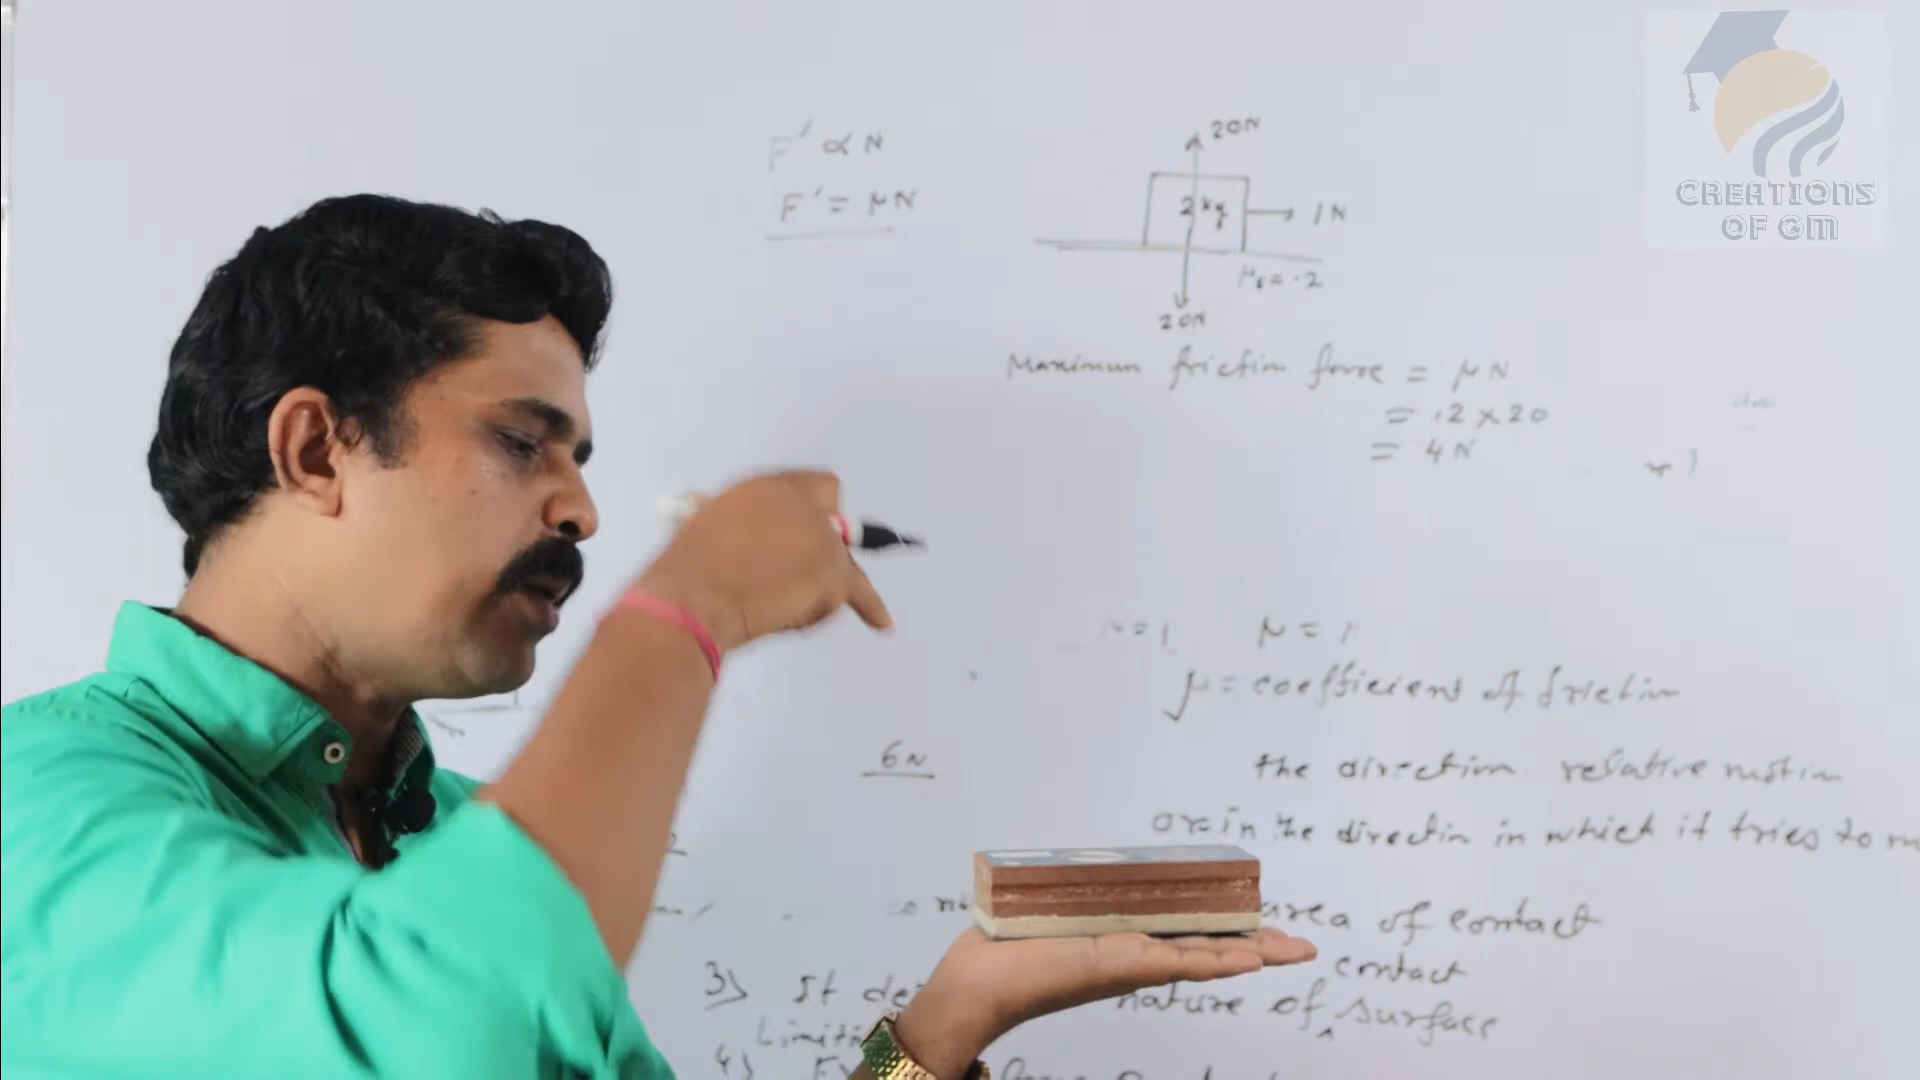 CREATIONS
OF GM
F' ∝ N
F' = μN
20N
2kg
1N
μs = .2
20N
Maximum friction force = μN
= .2 × 20
= 4N
μ =
μ = coefficient of friction
6N
the direction relative motion
or in the direction in which it tries to
area of contact
contact
3) It nature of ‸ surface
4)